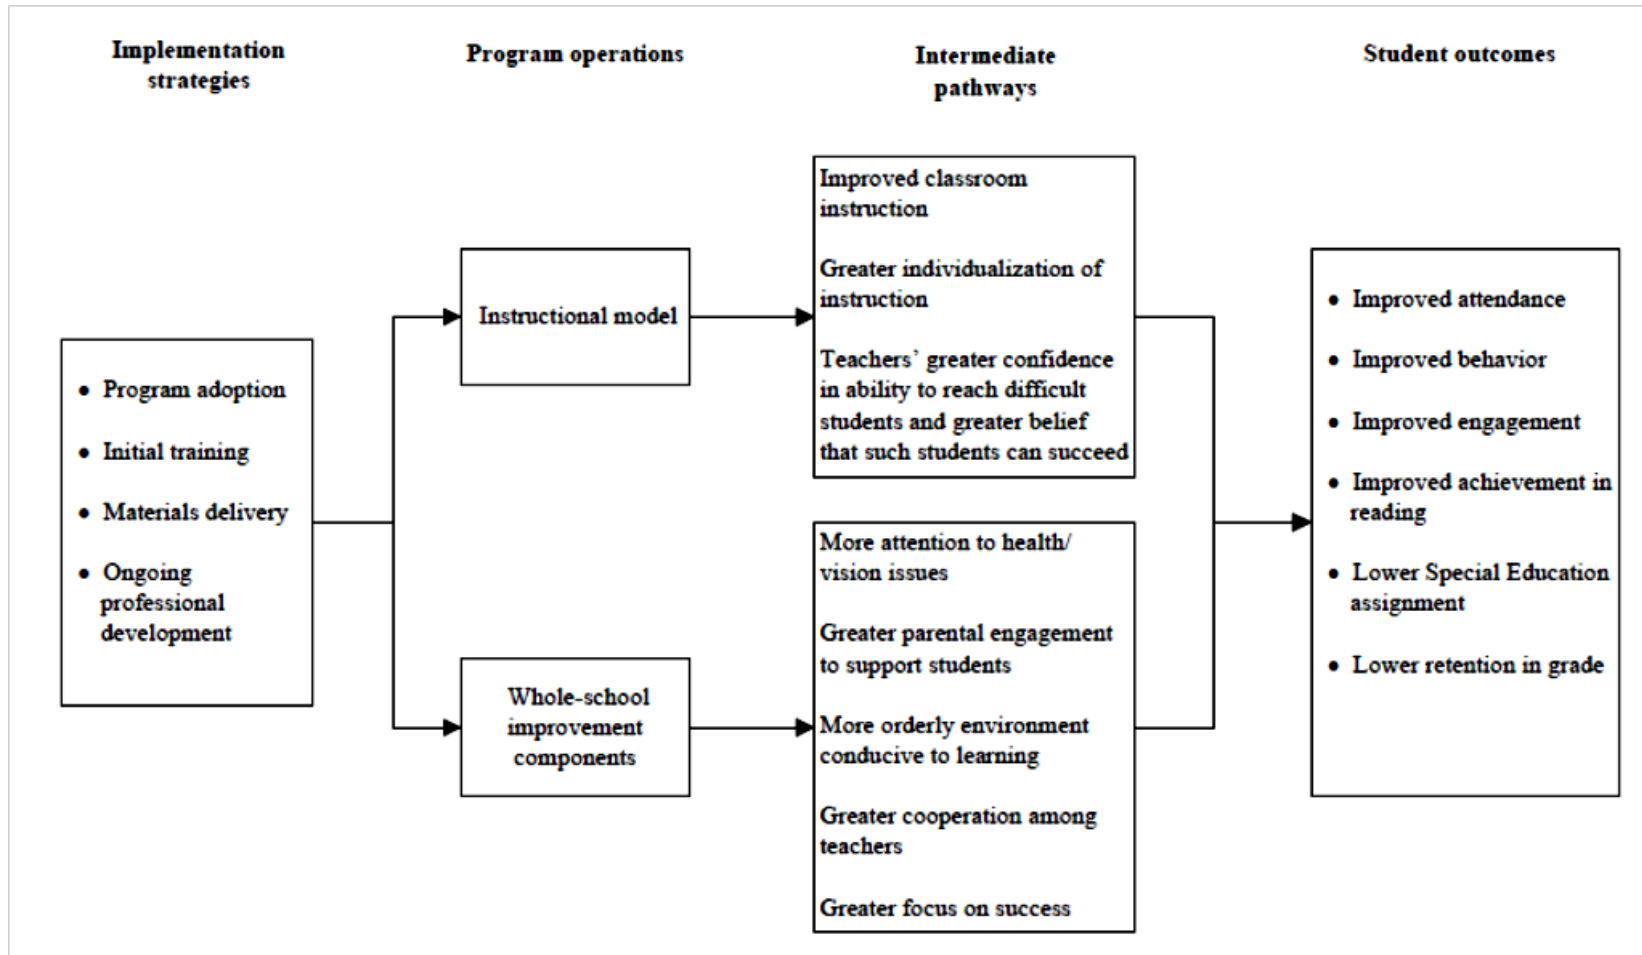 Implementation
strategies
Program operations
Intermediate
pathways
Student outcomes
● Program adoption
● Initial training
● Materials delivery
● Ongoing
professional
development
Instructional model
Whole-school
improvement
components
Improved classroom
instruction
Greater individualization of
instruction
Teachers’ greater confidence
in ability to reach difficult
students and greater belief
that such students can succeed
More attention to health/
vision issues
Greater parental engagement
to support students
More orderly environment
conducive to learning
Greater cooperation among
teachers
Greater focus on success
● Improved attendance
● Improved behavior
● Improved engagement
● Improved achievement in
reading
● Lower Special Education
assignment
● Lower retention in grade